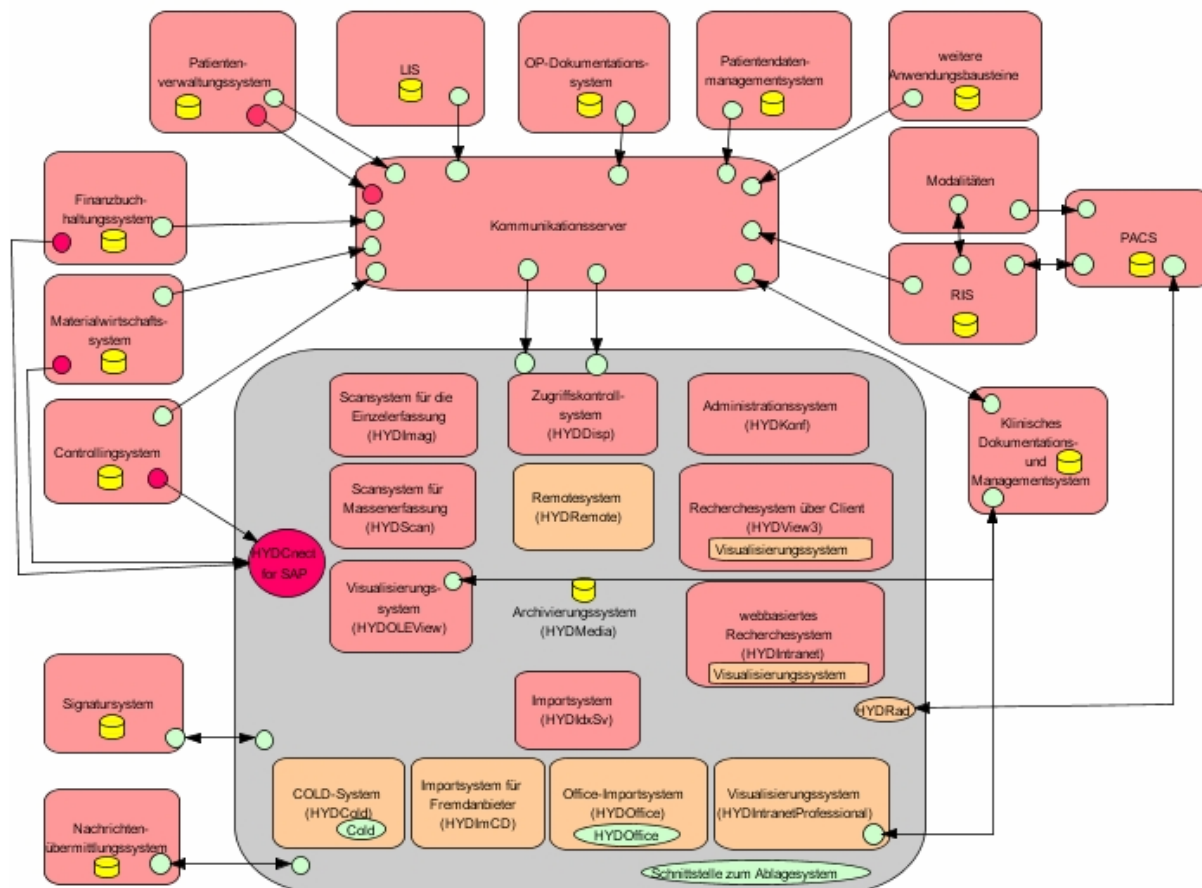 Patienten-
verwaltungssystem
LIS
OP-Dokumentations-
system
Patientendaten-
managementsystem
weitere
Anwendungsbausteine
Finanzbuch-
haltungssystem
Kommunikationsserver
Modalitäten
PACS
RIS
Materialwirtschafts-
system
Controllingsystem
Scansystem für die
Einzelerfassung
(HYDImag)
Zugriffskontroll-
system
(HYDDisp)
Administrationssystem
(HYDKonf)
Klinisches
Dokumentations-
und
Managementsystem
Scansystem für
Massenerfassung
(HYDScan)
Remotesystem
(HYDRemote)
Recherchesystem über Client
(HYDView3)
Visualisierungssystem
HYDCnect
for SAP
Visualisierungs-
system
(HYDOLEView)
Archivierungssystem
(HYDMedia)
webbasiertes
Recherchesystem
(HYDIntranet)
Visualisierungssystem
Signatursystem
Importsystem
(HYDIdxSv)
HYDRad
COLD-System
(HYDCold)
Cold
Importsystem für
Fremdanbieter
(HYDImCD)
Office-Importsystem
(HYDOffice)
HYDOffice
Visualisierungssystem
(HYDIntranetProfessional)
Nachrichten-
übermittlungssystem
Schnittstelle zum Ablagesystem